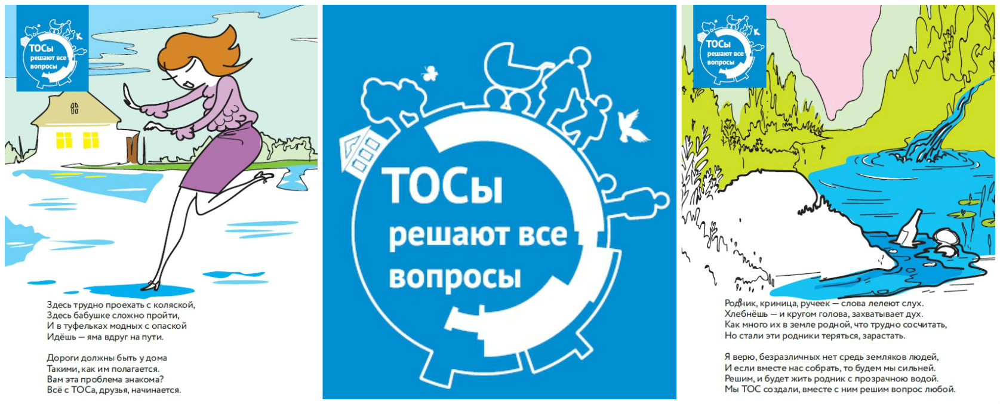 ТОСы
решают все
вопросы
Здесь трудно проехать с коляской,
Здесь бабушке сложно пройти,
И в туфельках модных с опаской
Идёшь — яма вдруг на пути.
Дороги должны быть у дома
Такими, как им полагается.
Вам эта проблема знакома?
Всё с ТОСа, друзья, начинается.
ТОСы
решают все
вопросы
ТОСы
решают все
вопросы
Родник, криница, ручеек — слова лелеют слух.
Хлебнёшь — и кругом голова, захватывает дух.
Как много их в земле родной, что трудно сосчитать,
Но стали эти родники теряться, зарастать.
Я верю, безразличных нет средь земляков людей,
И если вместе нас собрать, то будем мы сильней.
Решим, и будет жить родник с прозрачною водой.
Мы ТОС создали, вместе с ним решим вопрос любой.